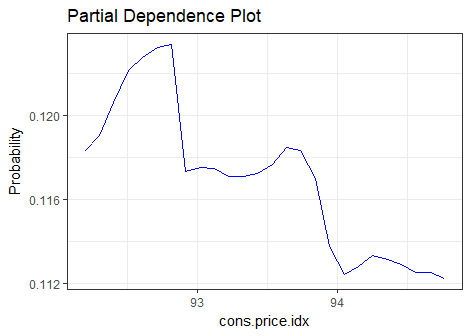 Partial Dependence Plot
Probability
0.120
0.116
0.112
93
94
cons.price.idx